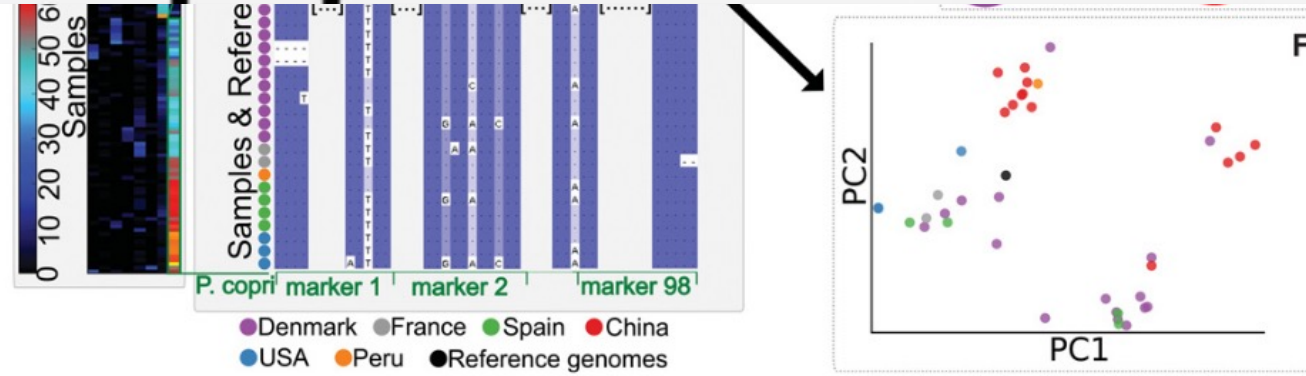 0 10 20 30 40 50 6
Samples
Samples & Refere
[...] [...] [...] [......]
T
T
T
T
T
T
C A
T
T
G A C A
T
A A
T
A
T G A
T
T
T
T A
A T G A C A
P. copri marker 1 marker 2 marker 98
Denmark France Spain China
USA Peru Reference genomes
F
PC2
PC1